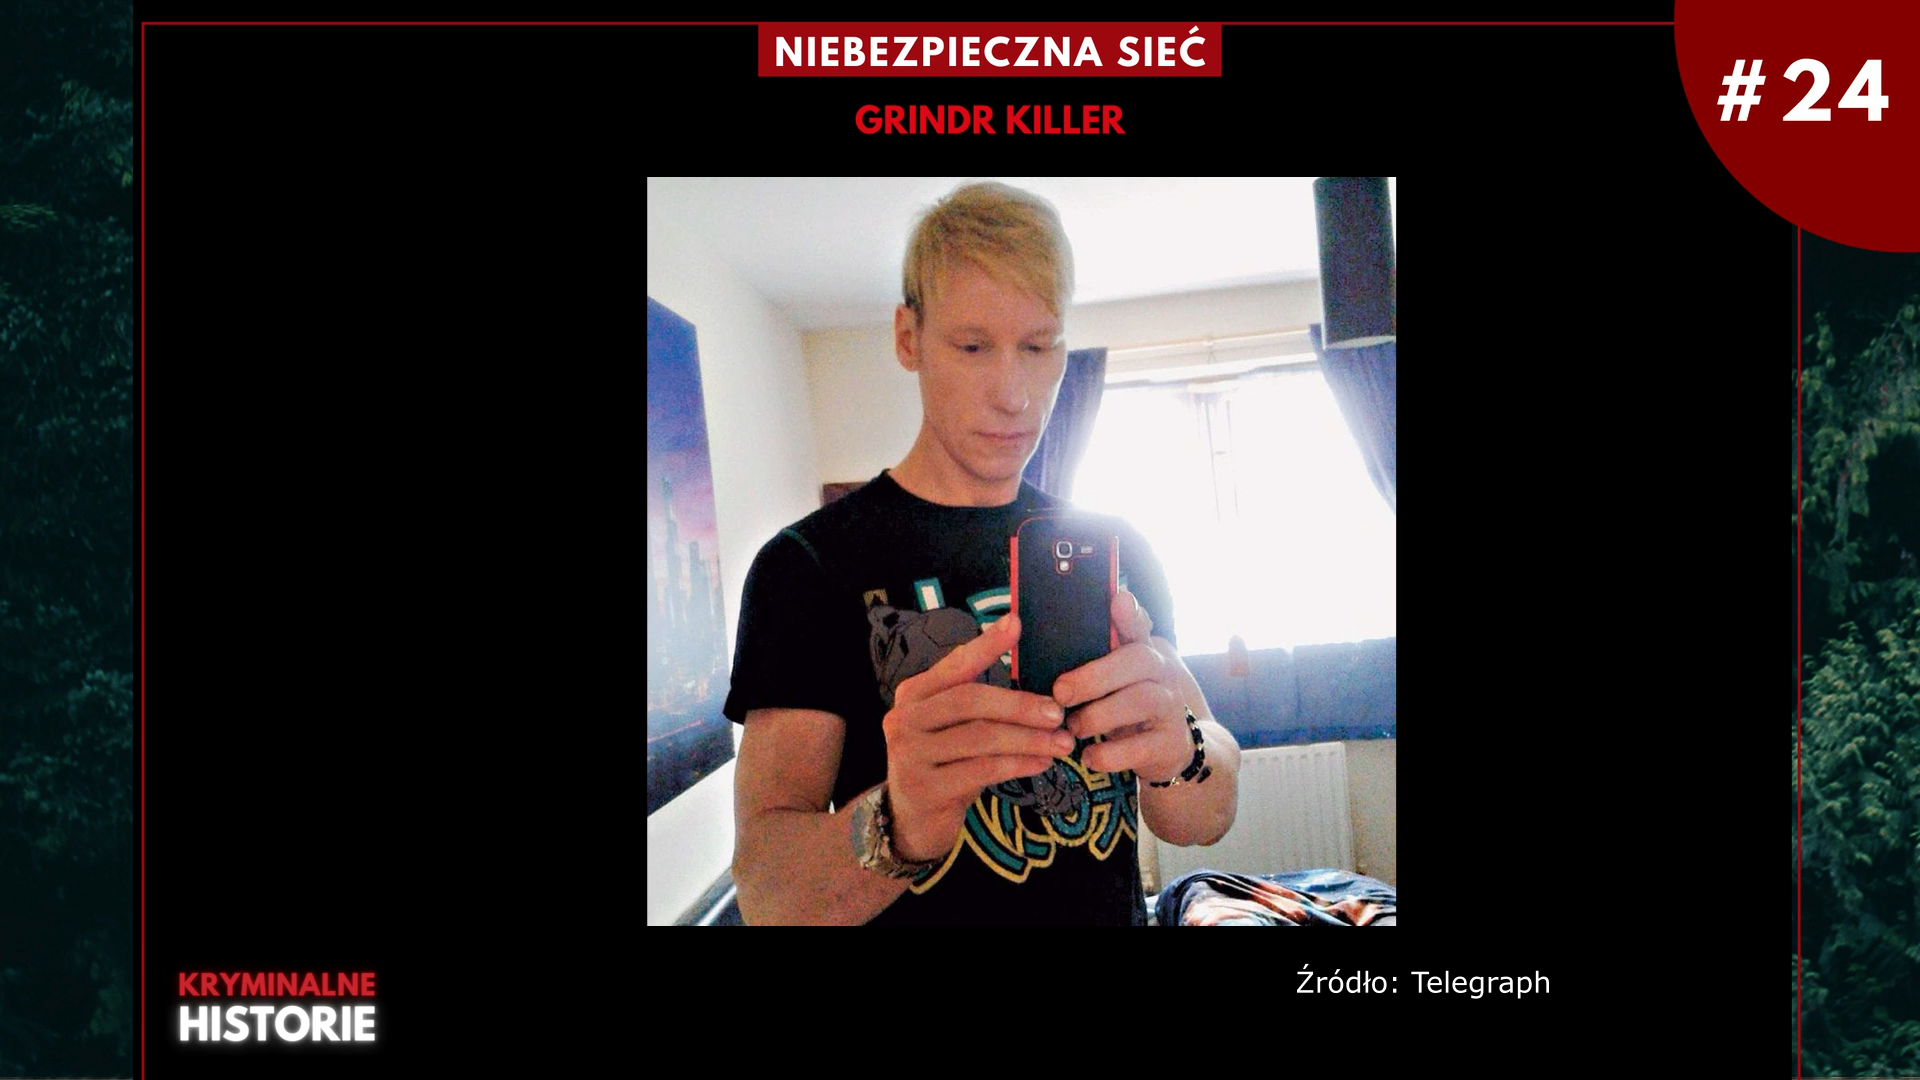 NIEBEZPIECZNA SIEĆ
#24
GRINDR KILLER
KRYMINALNE
HISTORIE
Źródło: Telegraph